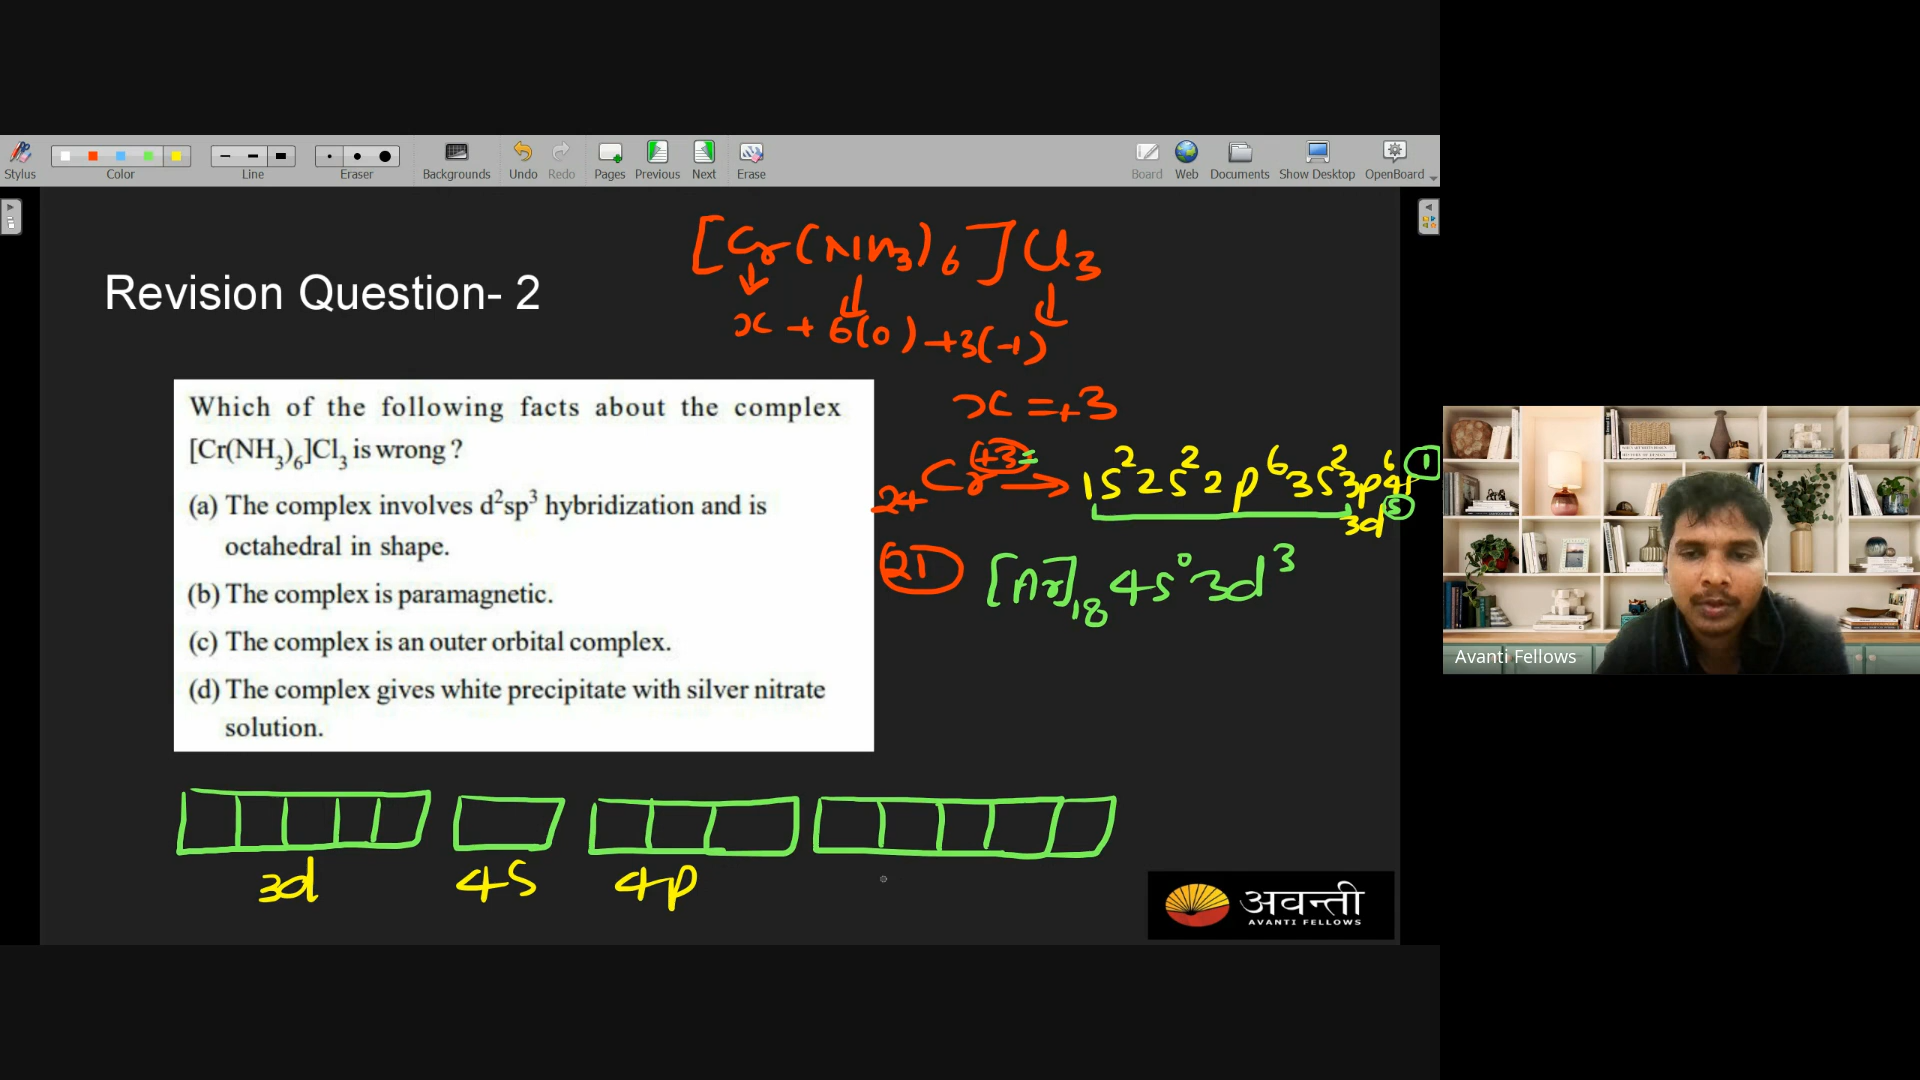 Stylus
Color
Line
Eraser
Backgrounds
Undo
Redo
Pages
Previous
Next
Erase
Board
Web
Documents
Show Desktop
OpenBoard
[Cr(NH3)6]Cl3
x + 6(0) +3(-1)
x = +3
Revision Question- 2
Which of the following facts about the complex
[Cr(NH3)6]Cl3 is wrong ?
(a) The complex involves d²sp³ hybridization and is
octahedral in shape.
(b) The complex is paramagnetic.
(c) The complex is an outer orbital complex.
(d) The complex gives white precipitate with silver nitrate
solution.
24Cr(+3)= → 1s² 2s² 2p⁶ 3s² 3p⁶ 4s¹
3d⁵
21 [Ar]18 4s⁰ 3d³
3d 4s 4p
अवन्ती
AVANTI FELLOWS
Avanti Fellows